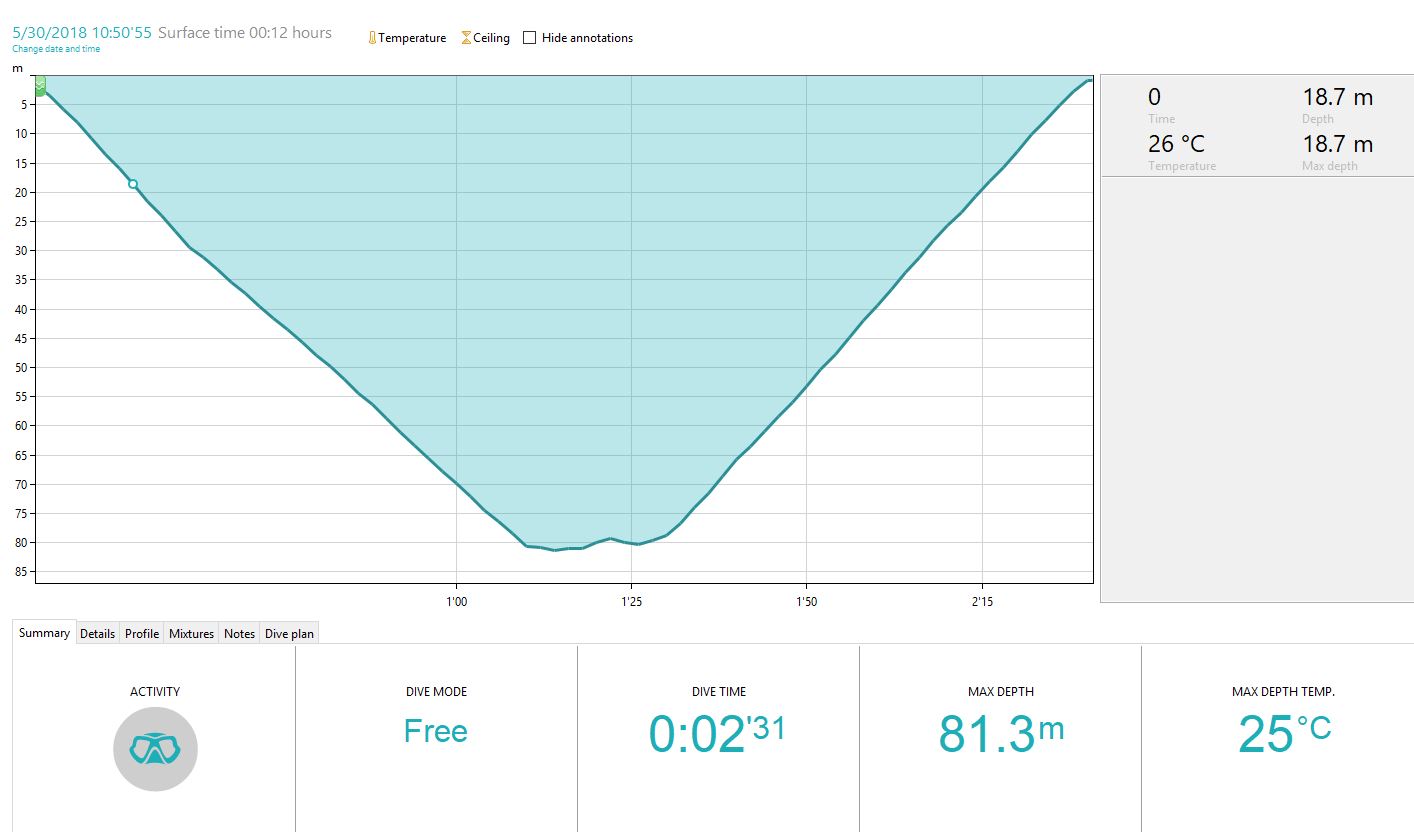 5/30/2018 10:50'55 Surface time 00:12 hours
Change date and time
Temperature Ceiling Hide annotations
m
5
10
15
20
25
30
35
40
45
50
55
60
65
70
75
80
85
1'00 1'25 1'50 2'15
0 18.7 m
Time Depth
26 °C 18.7 m
Temperature Max depth
Summary Details Profile Mixtures Notes Dive plan
ACTIVITY DIVE MODE DIVE TIME MAX DEPTH MAX DEPTH TEMP.
Free 0:02'31 81.3m 25°C